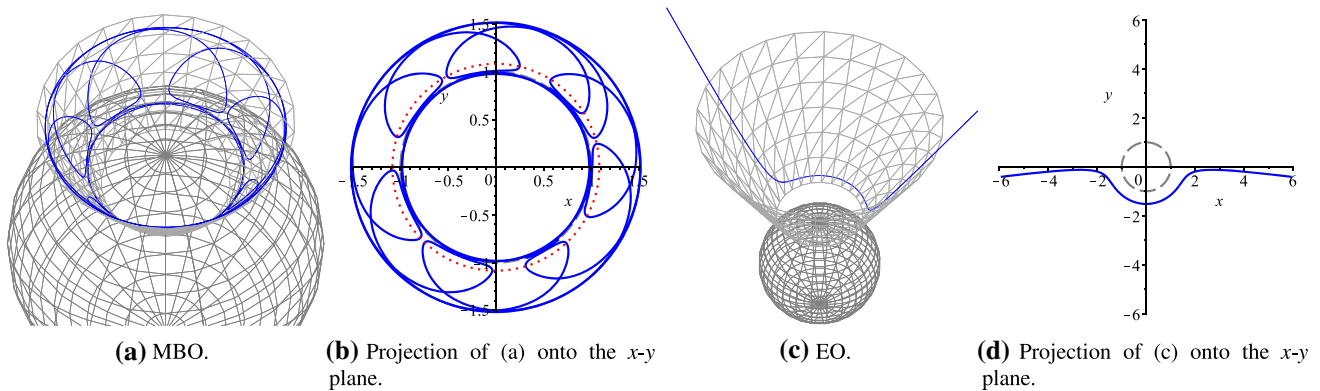 1.5
1
y
0.5
−1.5 −1 −0.5 0 0.5 1 1.5
x
−0.5
−1
−1.5
6
4
y
2
−6 −4 −2 0 2 4 6
x
−2
−4
−6
(a) MBO.
(b) Projection of (a) onto the x-y
plane.
(c) EO.
(d) Projection of (c) onto the x-y
plane.